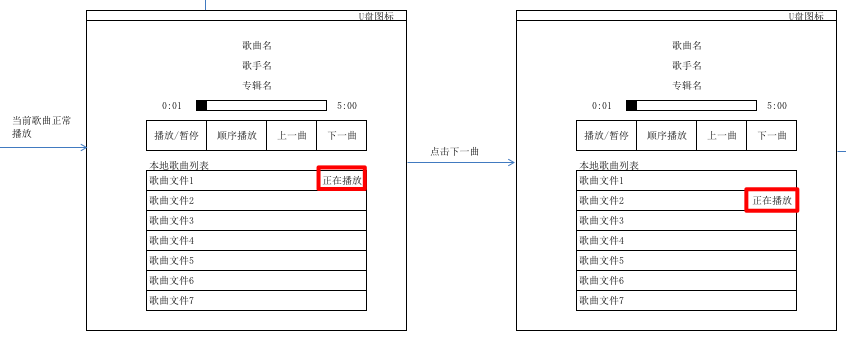 当前歌曲正常
播放
U盘图标
歌曲名
歌手名
专辑名
0:01 5:00
播放/暂停 顺序播放 上一曲 下一曲
本地歌曲列表
歌曲文件1 正在播放
歌曲文件2
歌曲文件3
歌曲文件4
歌曲文件5
歌曲文件6
歌曲文件7
点击下一曲
U盘图标
歌曲名
歌手名
专辑名
0:01 5:00
播放/暂停 顺序播放 上一曲 下一曲
本地歌曲列表
歌曲文件1
歌曲文件2 正在播放
歌曲文件3
歌曲文件4
歌曲文件5
歌曲文件6
歌曲文件7